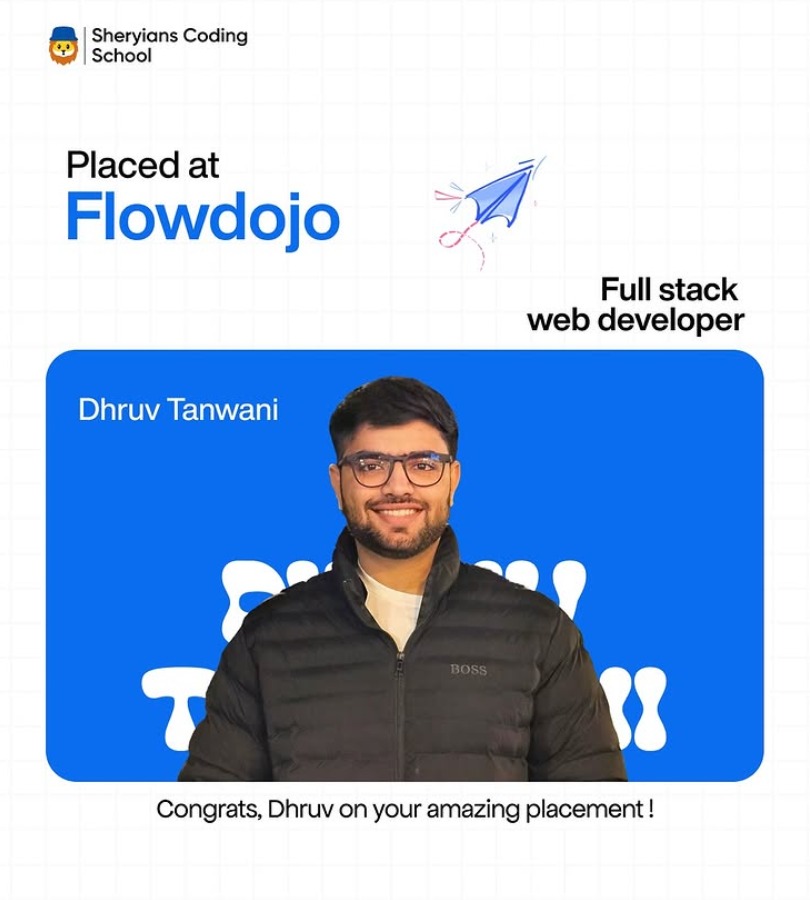 Sheryians Coding
School
Placed at
Flowdojo
Full stack
web developer
Dhruv Tanwani
BOSS
Congrats, Dhruv on your amazing placement !